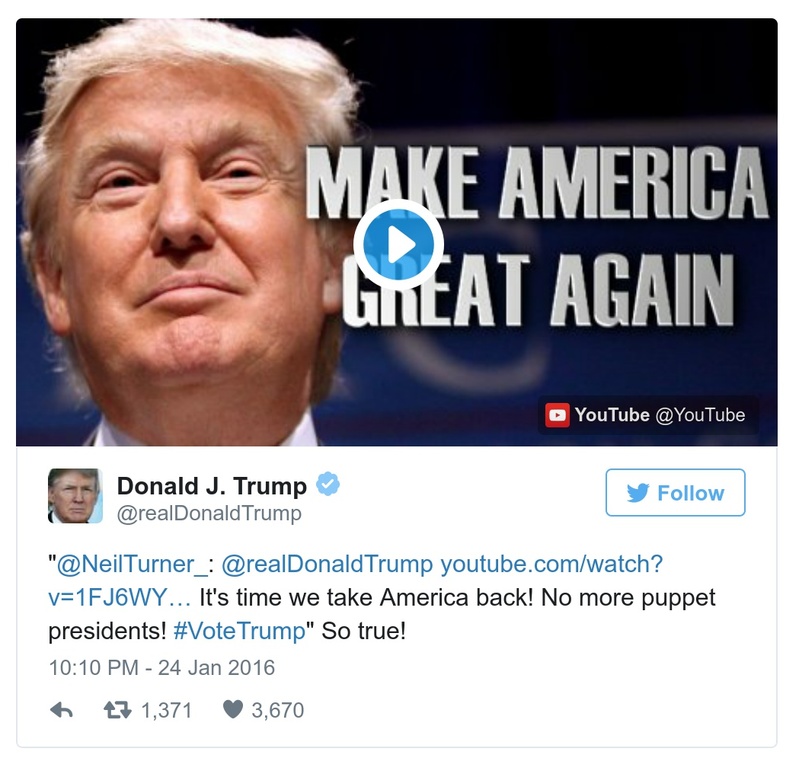 MAKE AMERICA
GREAT AGAIN
YouTube @YouTube
Donald J. Trump
@realDonaldTrump
Follow
"@NeilTurner_: @realDonaldTrump youtube.com/watch?
v=1FJ6WY… It's time we take America back! No more puppet
presidents! #VoteTrump" So true!
10:10 PM - 24 Jan 2016
1,371 3,670